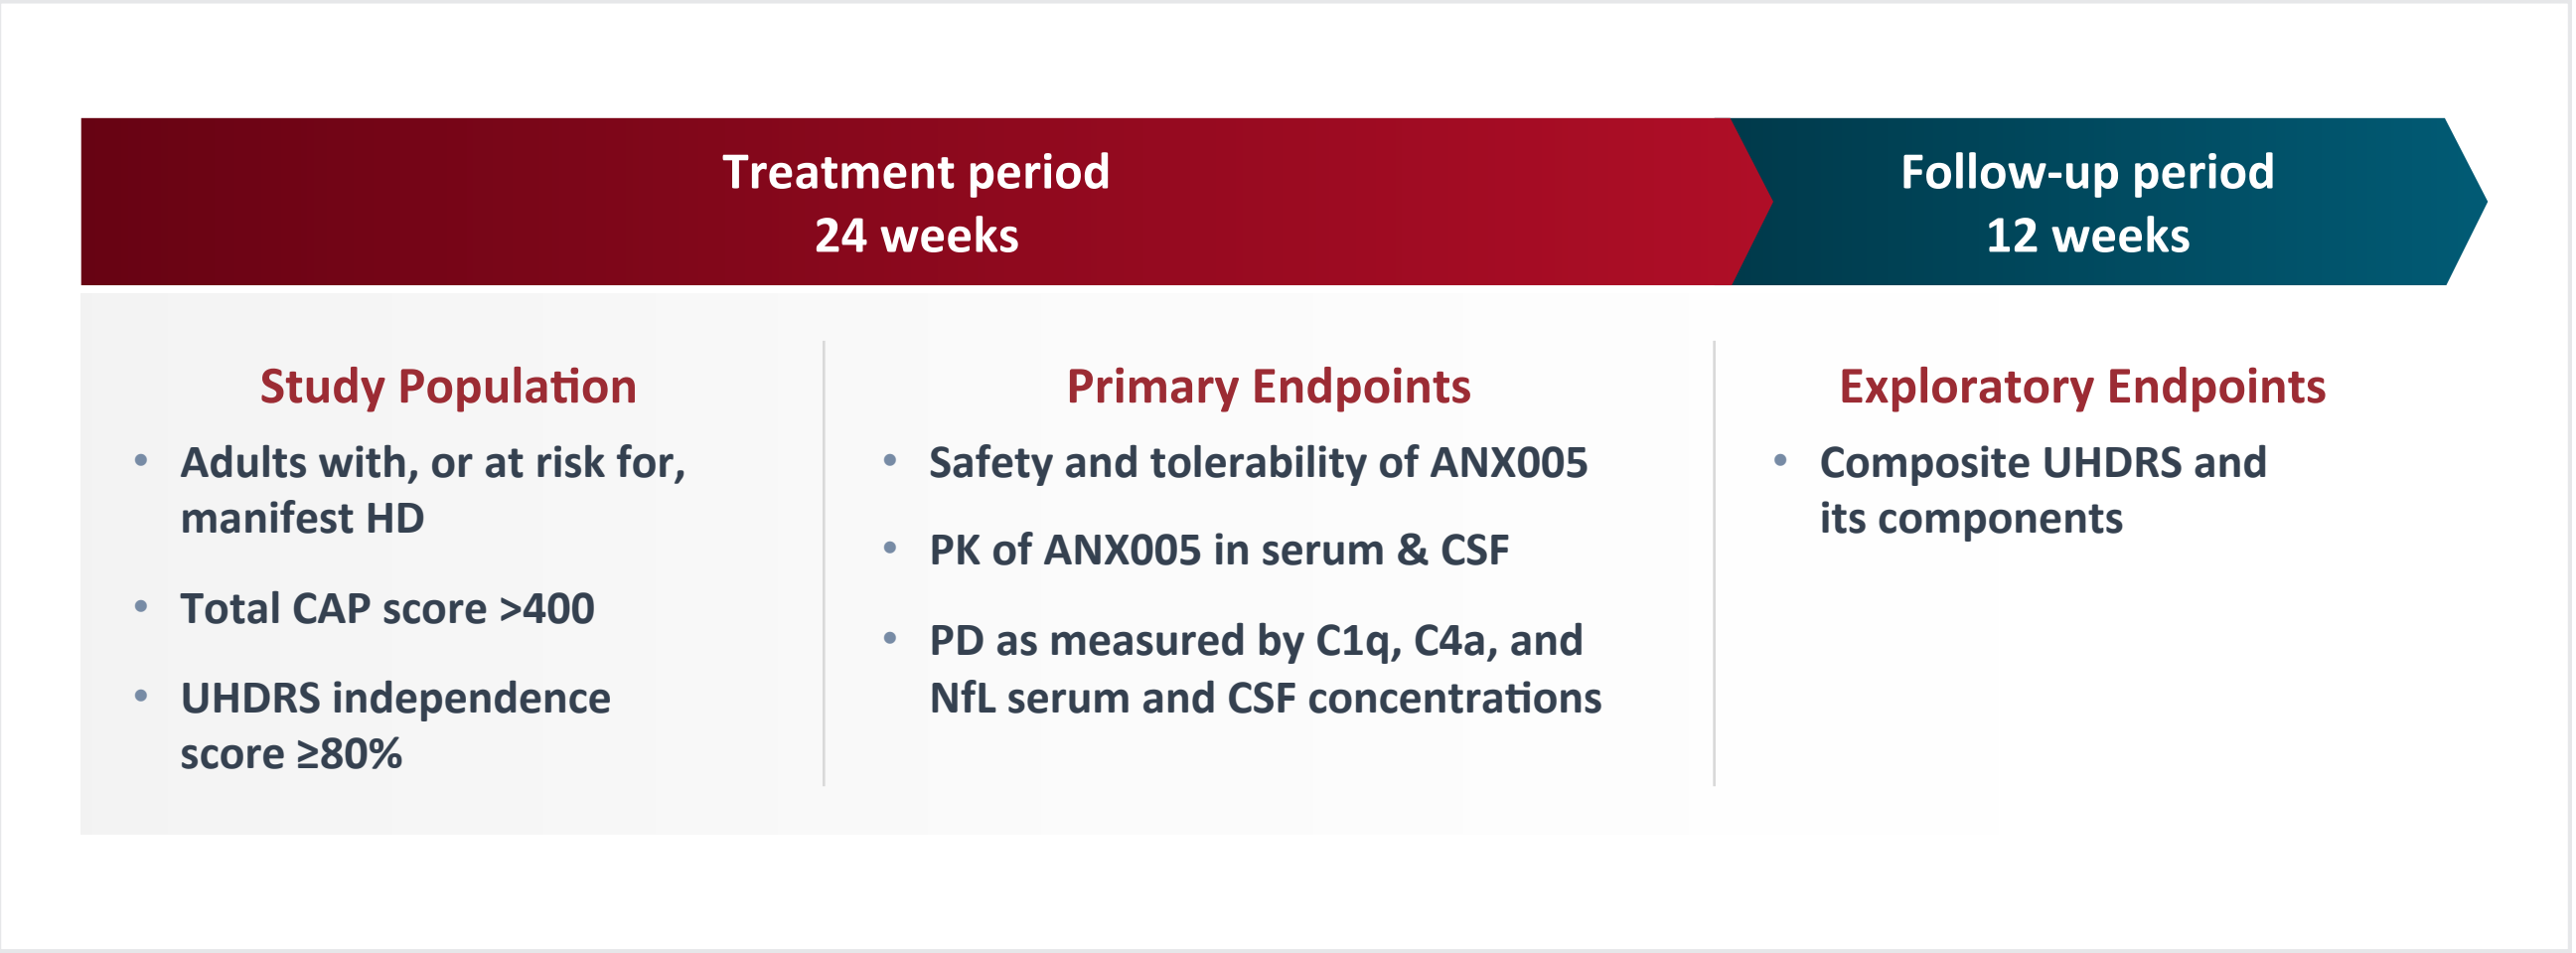 Treatment period
24 weeks
Follow-up period
12 weeks
Study Population
• Adults with, or at risk for,
manifest HD
• Total CAP score >400
• UHDRS independence
score ≥80%
Primary Endpoints
• Safety and tolerability of ANX005
• PK of ANX005 in serum & CSF
• PD as measured by C1q, C4a, and
NfL serum and CSF concentrations
Exploratory Endpoints
• Composite UHDRS and
its components